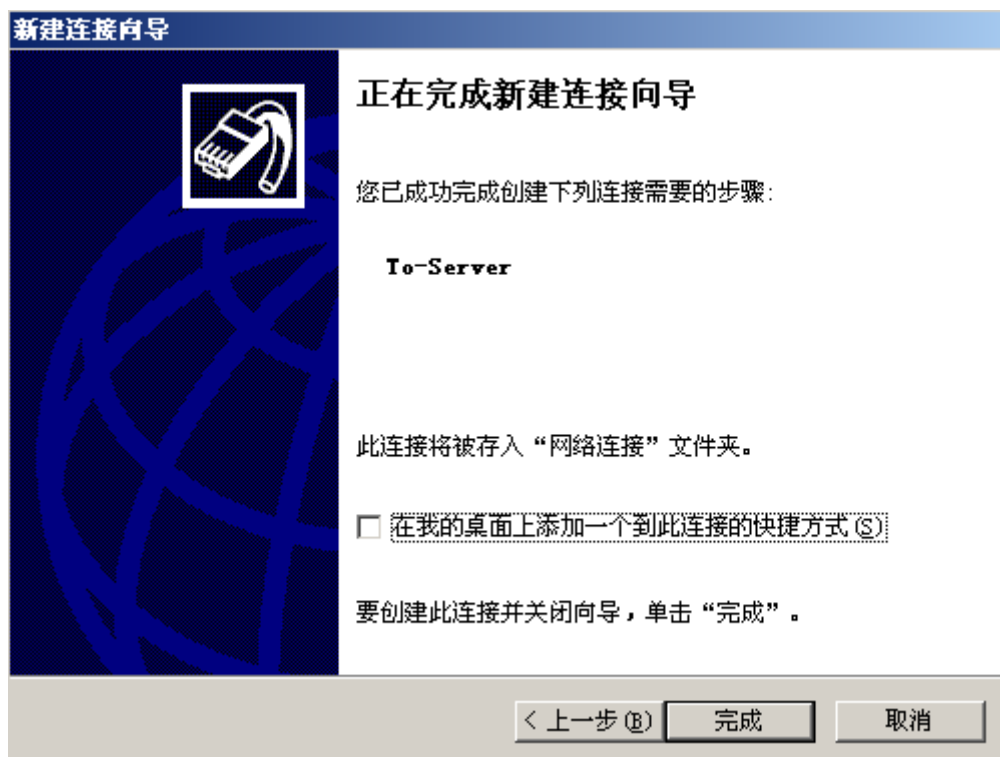 新建连接向导
正在完成新建连接向导
您已成功完成创建下列连接需要的步骤:
To-Server
此连接将被存入“网络连接”文件夹。
在我的桌面上添加一个到此连接的快捷方式(S)
要创建此连接并关闭向导，单击“完成”。
< 上一步(B) 完成 取消